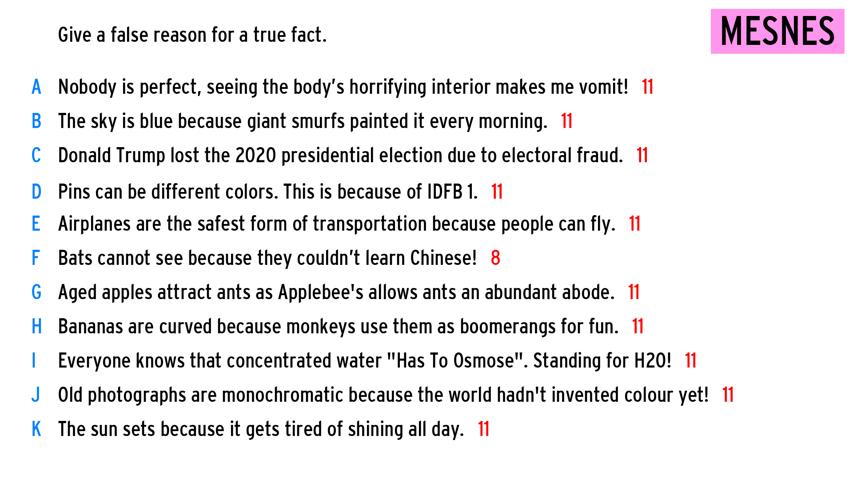 Give a false reason for a true fact.
MESNES
A Nobody is perfect, seeing the body's horrifying interior makes me vomit! 11
B The sky is blue because giant smurfs painted it every morning. 11
C Donald Trump lost the 2020 presidential election due to electoral fraud. 11
D Pins can be different colors. This is because of IDFB 1. 11
E Airplanes are the safest form of transportation because people can fly. 11
F Bats cannot see because they couldn't learn Chinese! 8
G Aged apples attract ants as Applebee's allows ants an abundant abode. 11
H Bananas are curved because monkeys use them as boomerangs for fun. 11
I Everyone knows that concentrated water "Has To Osmose". Standing for H2O! 11
J Old photographs are monochromatic because the world hadn't invented colour yet! 11
K The sun sets because it gets tired of shining all day. 11